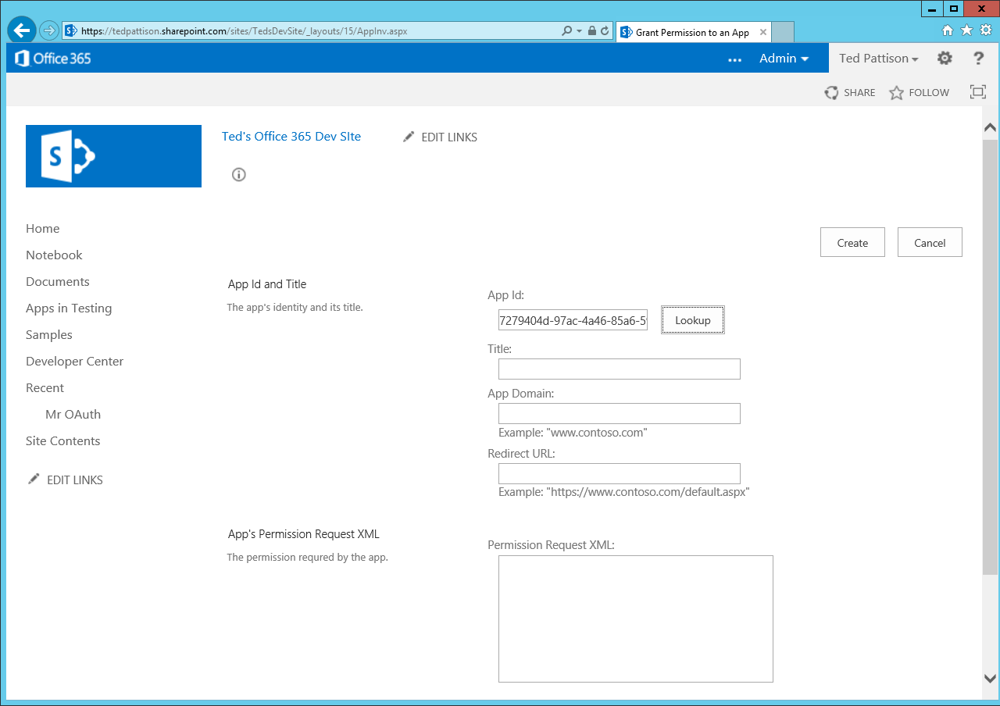 https://tedpattison.sharepoint.com/sites/TedsDevSite/_layouts/15/AppInv.aspx
Grant Permission to an App
Office 365
... Admin
Ted Pattison
?
SHARE
FOLLOW
S
Ted's Office 365 Dev SIte
EDIT LINKS
Home
Notebook
Documents
Apps in Testing
Samples
Developer Center
Recent
Mr OAuth
Site Contents
EDIT LINKS
Create
Cancel
App Id and Title
The app's identity and its title.
App Id:
7279404d-97ac-4a46-85a6-5
Lookup
Title:
App Domain:
Example: "www.contoso.com"
Redirect URL:
Example: "https://www.contoso.com/default.aspx"
App's Permission Request XML
The permission requred by the app.
Permission Request XML: